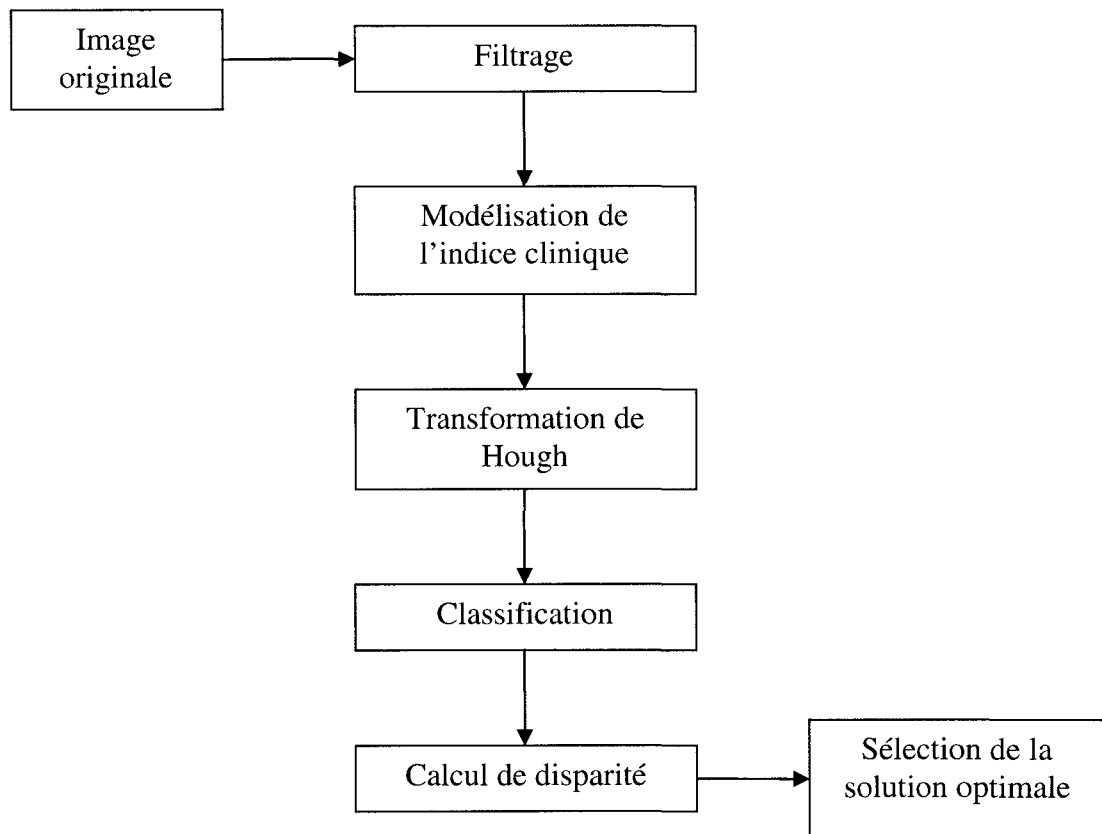 Image
originale
Filtrage
Modélisation de
l'indice clinique
Transformation de
Hough
Classification
Calcul de disparité
Sélection de la
solution optimale